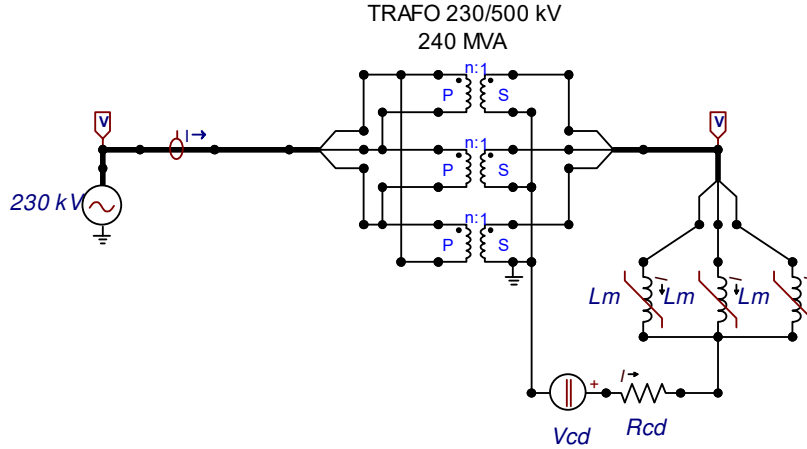 TRAFO 230/500 kV
240 MVA
n:1
P
S
V
I
n:1
P
S
V
230 kV
n:1
P
S
Lm
I
Lm
I
Lm
I
+
I
Vcd
Rcd